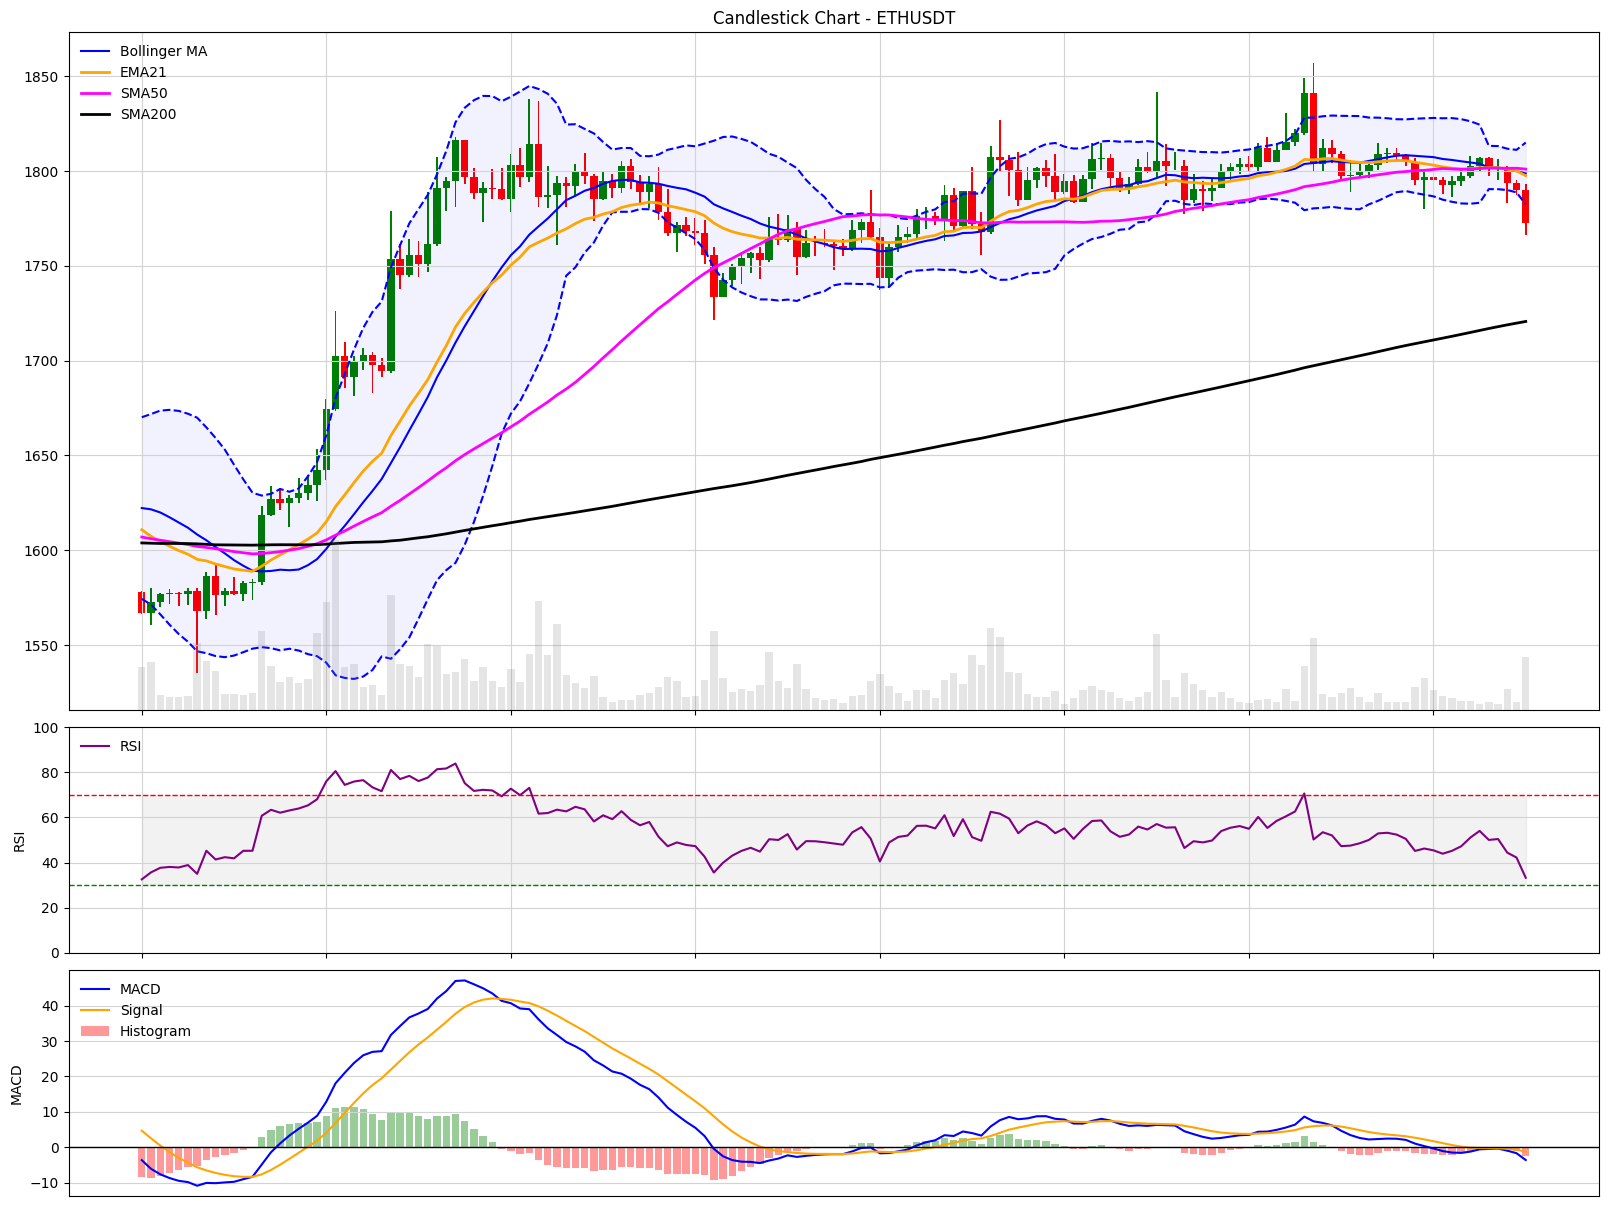 Candlestick Chart - ETHUSDT
Bollinger MA
EMA21
SMA50
SMA200
1850
1800
1750
1700
1650
1600
1550
RSI
100
80
60
40
20
0
RSI
MACD
Signal
Histogram
40
30
20
10
0
−10
MACD